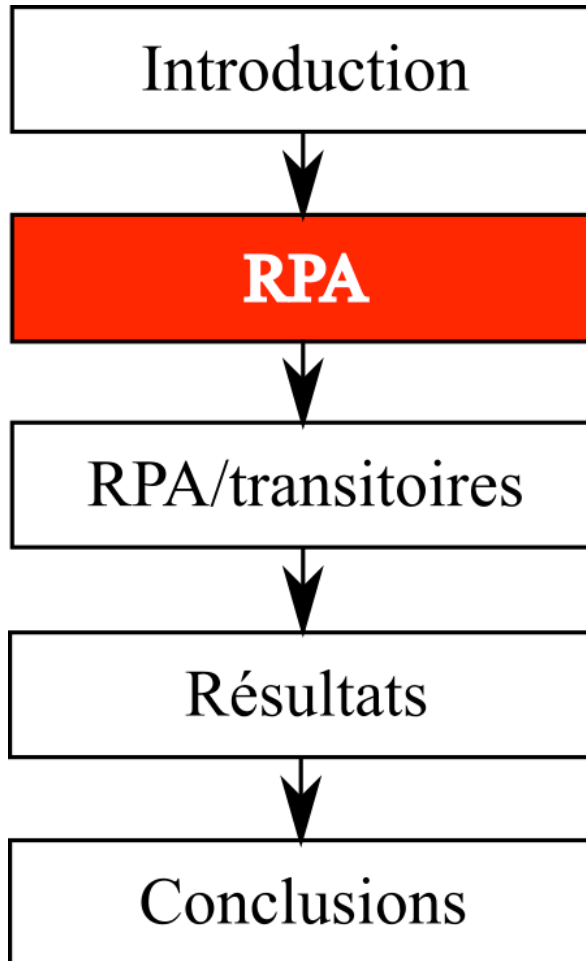 Introduction
RPA
RPA/transitoires
Résultats
Conclusions